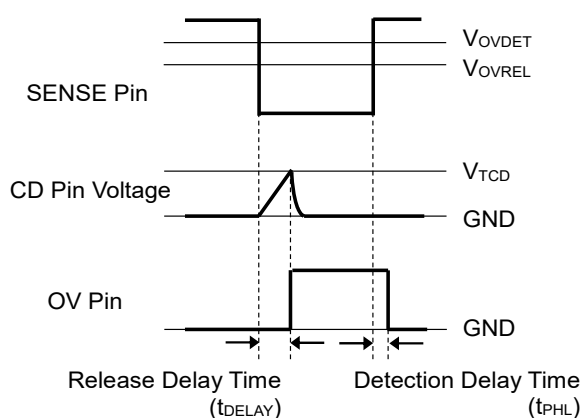 VOVDET
VOVREL
SENSE Pin
VTCD
CD Pin Voltage
GND
OV Pin
GND
Release Delay Time
(tDELAY)
Detection Delay Time
(tPHL)